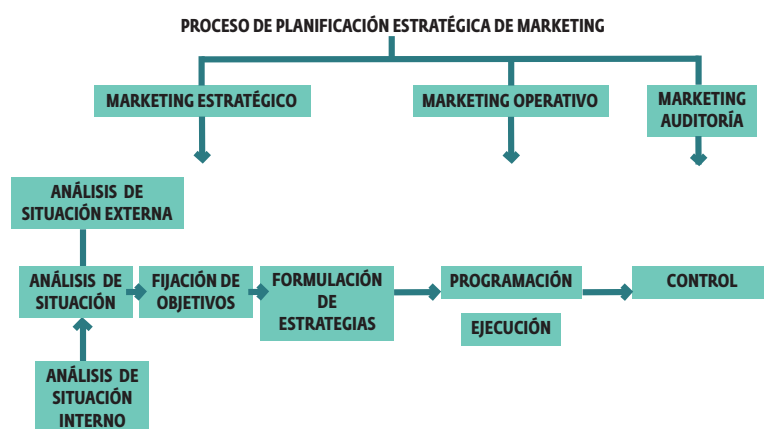 PROCESO DE PLANIFICACIÓN ESTRATÉGICA DE MARKETING
MARKETING ESTRATÉGICO
MARKETING OPERATIVO
MARKETING
AUDITORÍA
ANÁLISIS DE
SITUACIÓN EXTERNA
ANÁLISIS DE
SITUACIÓN
FIJACIÓN DE
OBJETIVOS
FORMULACIÓN
DE
ESTRATEGIAS
PROGRAMACIÓN
EJECUCIÓN
CONTROL
ANÁLISIS DE
SITUACIÓN
INTERNO